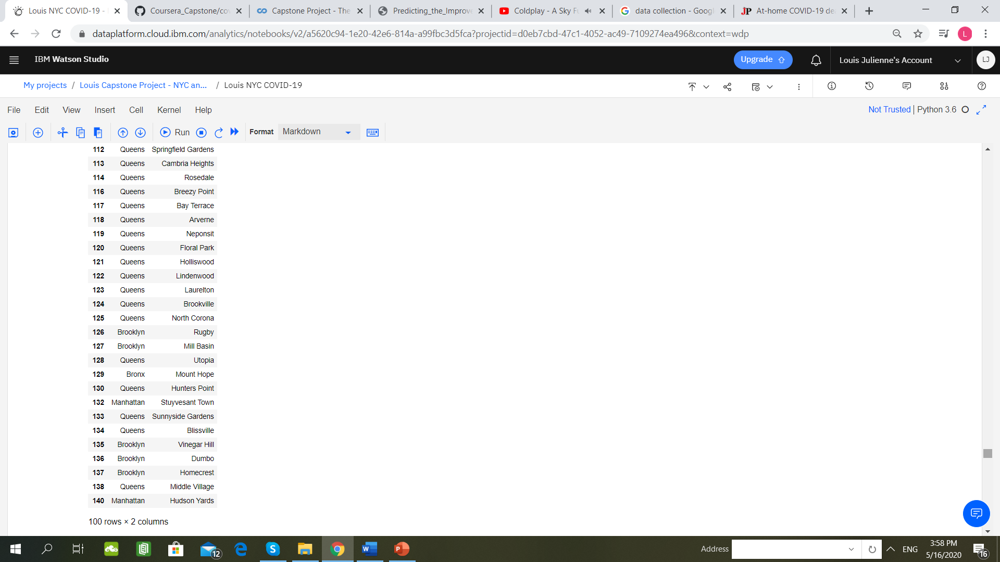 Louis NYC COVID-19 -
Coursera_Capstone/cov
Capstone Project - The
Predicting_the_Improve
Coldplay - A Sky Fu
data collection - Googl
JP At-home COVID-19 de
dataplatform.cloud.ibm.com/analytics/notebooks/v2/a5620c94-1e20-42e6-814a-a99fbc3d5fca?projectid=d0eb7cbd-47c1-4052-ac49-7109274ea496&context=wdp
L
IBM Watson Studio
Upgrade
Louis Julienne's Account
LJ
My projects / Louis Capstone Project - NYC an... / Louis NYC COVID-19
File Edit View Insert Cell Kernel Help
Not Trusted | Python 3.6
Run
Format
Markdown
112 Queens Springfield Gardens
113 Queens Cambria Heights
114 Queens Rosedale
116 Queens Breezy Point
117 Queens Bay Terrace
118 Queens Arverne
119 Queens Neponsit
120 Queens Floral Park
121 Queens Holliswood
122 Queens Lindenwood
123 Queens Laurelton
124 Queens Brookville
125 Queens North Corona
126 Brooklyn Rugby
127 Brooklyn Mill Basin
128 Queens Utopia
129 Bronx Mount Hope
130 Queens Hunters Point
132 Manhattan Stuyvesant Town
133 Queens Sunnyside Gardens
134 Queens Blissville
135 Brooklyn Vinegar Hill
136 Brooklyn Dumbo
137 Brooklyn Homecrest
138 Queens Middle Village
140 Manhattan Hudson Yards
100 rows × 2 columns
12
Address
ENG
3:58 PM
5/16/2020
16